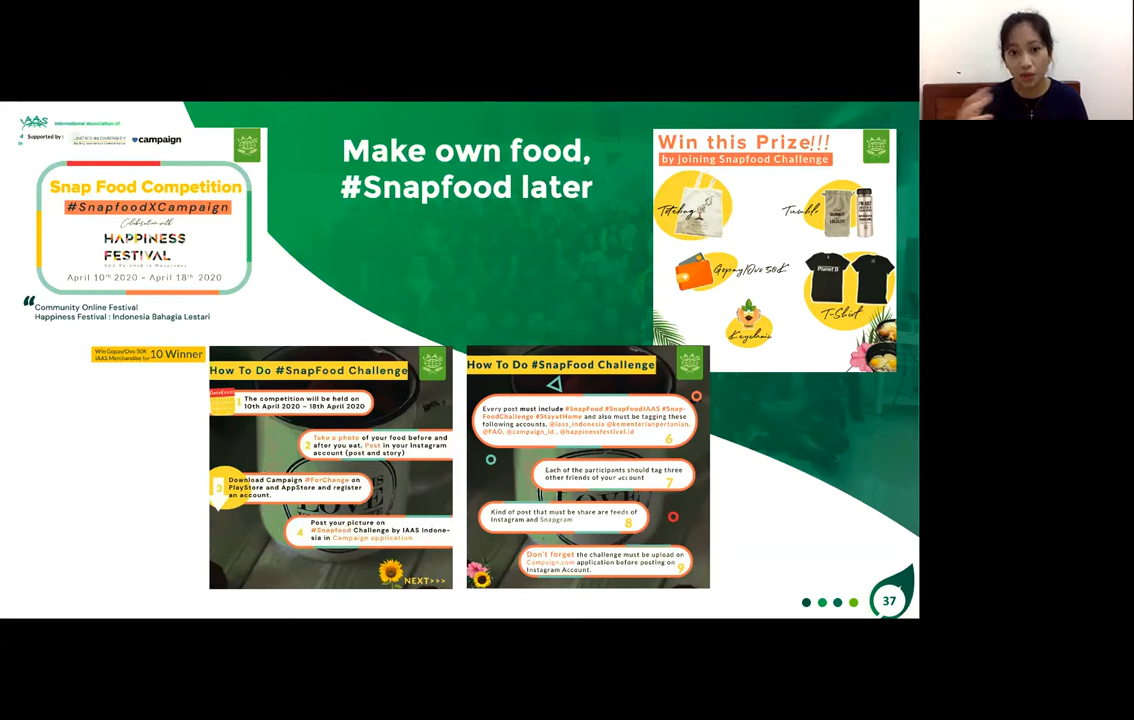 IAAS
International Association of
Supported by :
UNITED IN DIVERSITY
campaign
Snap Food Competition
#SnapfoodXCampaign
Celebration with
HAPPINESS
FESTIVAL
April 10th 2020 – April 18th 2020
Community Online Festival
Happiness Festival : Indonesia Bahagia Lestari
Make own food,
#Snapfood later
Win this Prize!!!
by joining Snapfood Challenge
Totebag
Tumblr
Gopay/Ovo 50K
T-Shirt
Keychain
Win Gopay/Ovo 50K
IAAS Merchandise for 10 Winner
How To Do #SnapFood Challenge
1 The competition will be held on
10th April 2020 – 18th April 2020
2 Take a photo of your food before and
after you eat. Post in your Instagram
account (post and story)
3 Download Campaign #ForChange on
PlayStore and AppStore and register
an account.
4 Post your picture on
#Snapfood Challenge by IAAS Indone-
sia in Campaign application
NEXT>>>
How To Do #SnapFood Challenge
Every post must include #SnapFood #SnapFoodIAAS #Snap-
FoodChallenge #StayatHome and also must be tagging these
following accounts, @iaas_indonesia @kementerianpertanian,
@FAO, @campaign_id , @happinessfestival.id
6
Each of the participants should tag three
other friends of your account
7
Kind of post that must be share are feeds of
Instagram and Snapgram
8
Don't forget the challenge must be upload on
Campaign.com application before posting on
Instagram Account.
9
37